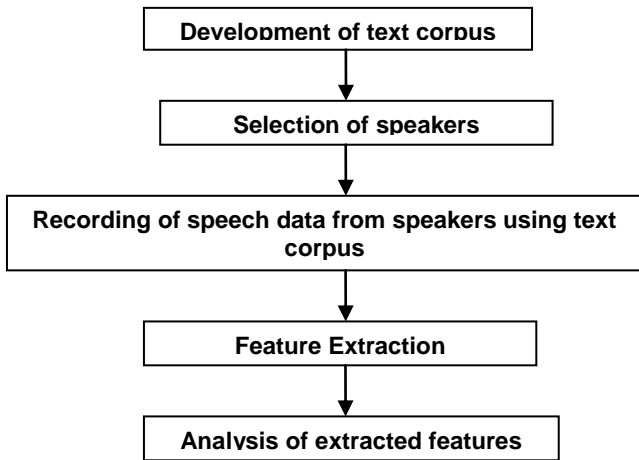 Development of text corpus
Selection of speakers
Recording of speech data from speakers using text
corpus
Feature Extraction
Analysis of extracted features